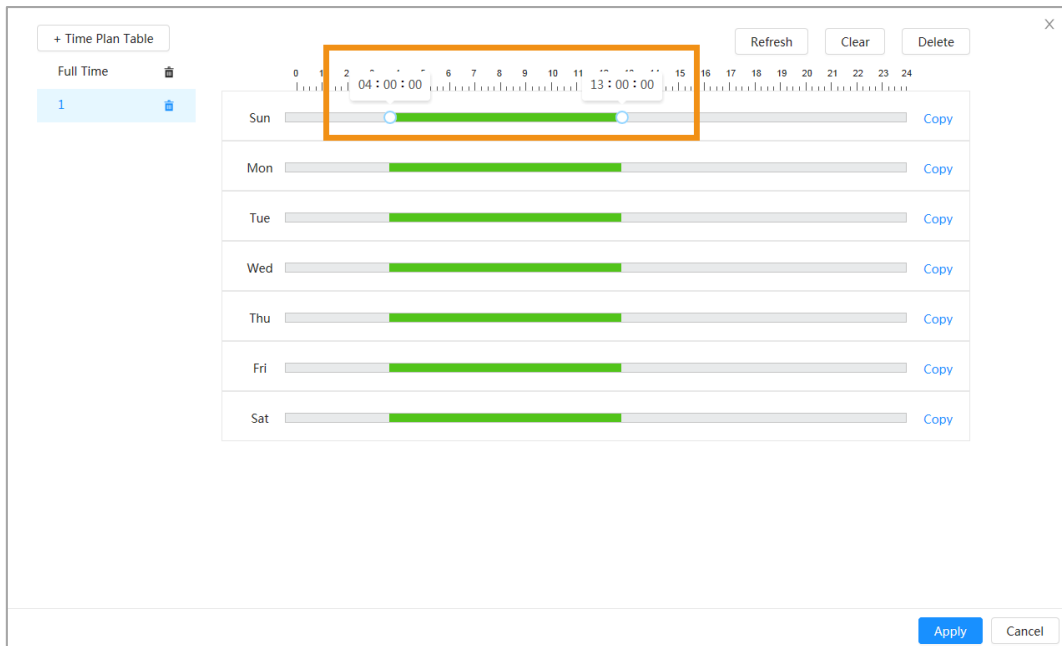 X
+ Time Plan Table
Refresh Clear Delete
Full Time
0 1 2 6 7 8 9 10 11 15 16 17 18 19 20 21 22 23 24
04 : 00 : 00 13 : 00 : 00
1
Sun Copy
Mon Copy
Tue Copy
Wed Copy
Thu Copy
Fri Copy
Sat Copy
Apply Cancel